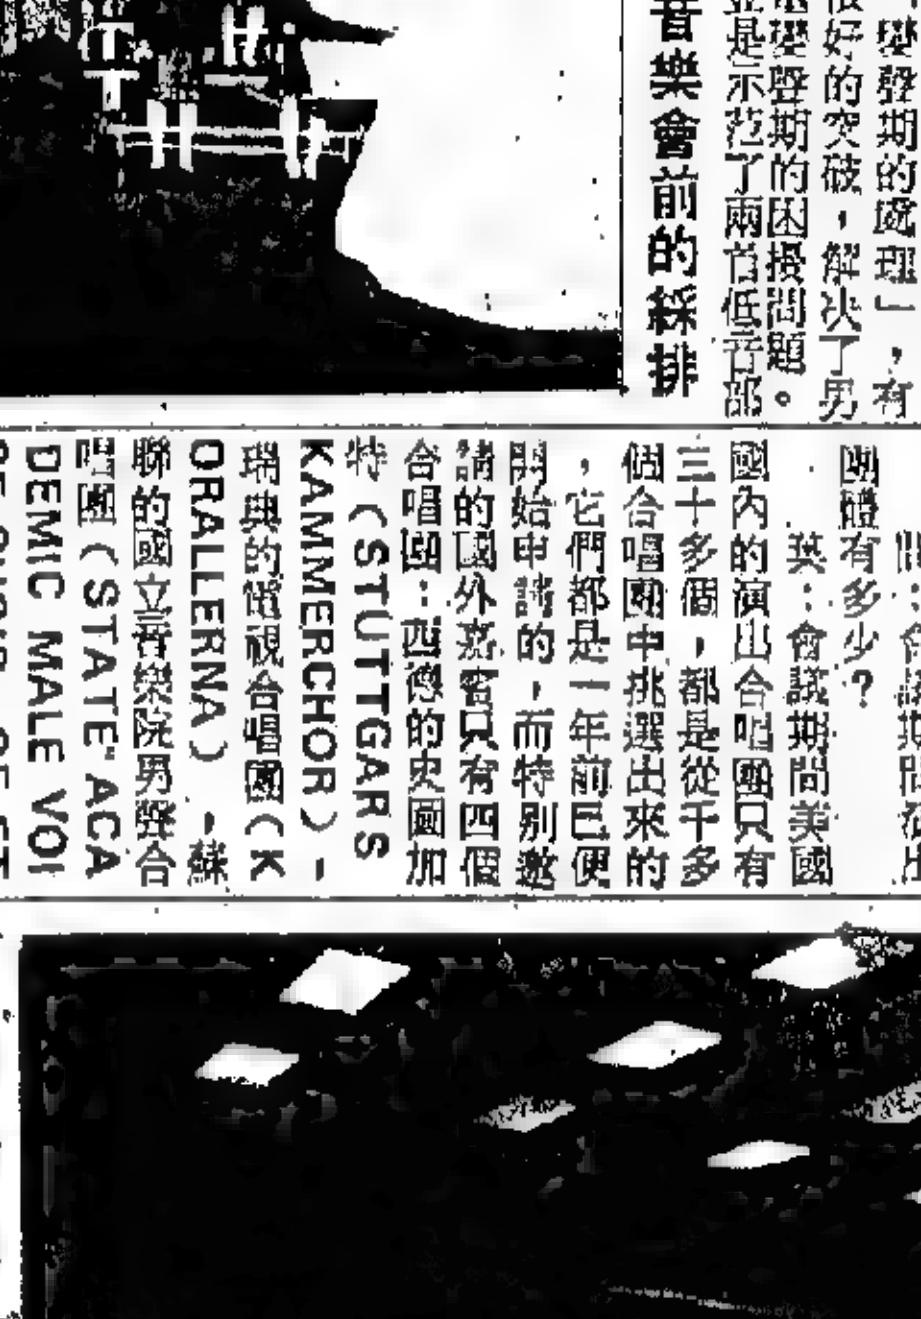 變聲期的處理」,有
很好的突破,解決了男
變聲期的困擾問題。
並是示范了兩首低音部
音樂會前的綵排
團體有多少?
葉:會議期間美國
國內的演出合唱團只有
三十多個,都是從千多
個合唱團中挑選出來的
,它們都是一年前已便
開始申請的,而特別邀
請的國外嘉賓只有四個
合唱團:西德的史圖加
特(STUTTGARS
KAMMERCHOR)-
瑞典的電視合唱團(K
ORALLERNA),蘇
聯的國立音樂院男聲合
唱團(STATE" ACA
DEMIC MALE VOI